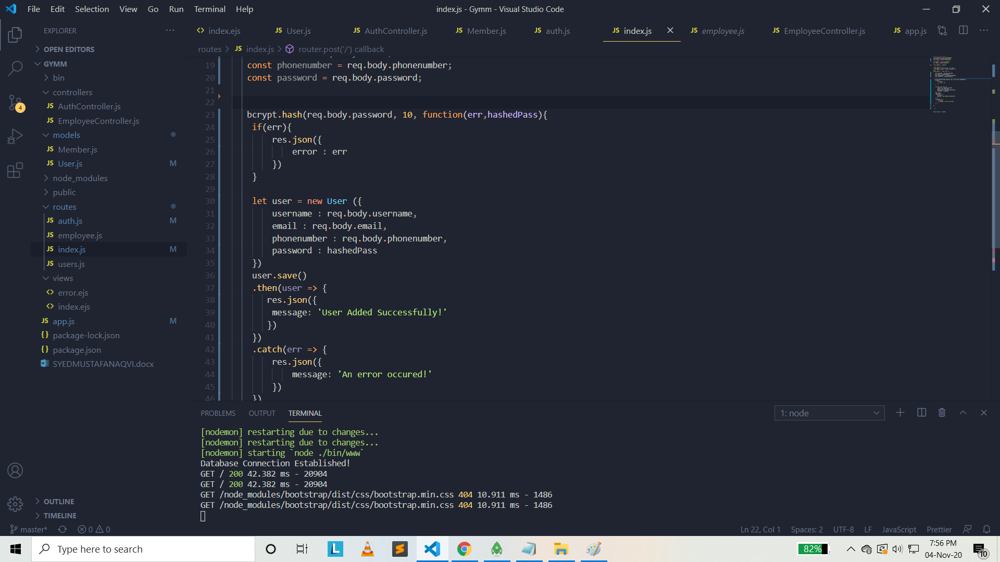 File Edit Selection View Go Run Terminal Help
index.js - Gymm - Visual Studio Code
EXPLORER
index.ejs
JS User.js
JS AuthController.js
JS Member.js
JS auth.js
JS index.js
JS employee.js
JS EmployeeController.js
JS app.js
routes > JS index.js > router.post('/') callback
OPEN EDITORS
GYMM
bin
controllers
JS AuthController.js
JS EmployeeController.js
models
JS Member.js
JS User.js M
node_modules
public
routes
JS auth.js M
JS employee.js
JS index.js M
JS users.js
views
<> error.ejs
<> index.ejs
JS app.js M
{} package-lock.json
{} package.json
SYEDMUSTAFANAQVI.docx
OUTLINE
TIMELINE
4
19 const phonenumber = req.body.phonenumber;
20 const password = req.body.password;
21
22
23 bcrypt.hash(req.body.password, 10, function(err,hashedPass){
24 if(err){
25 res.json({
26 error : err
27 })
28 }
29
30 let user = new User ({
31 username : req.body.username,
32 email : req.body.email,
33 phonenumber : req.body.phonenumber,
34 password : hashedPass
35 })
36 user.save()
37 .then(user => {
38 res.json({
39 message: 'User Added Successfully!'
40 })
41 })
42 .catch(err => {
43 res.json({
44 message: 'An error occured!'
45 })
46 })
PROBLEMS OUTPUT TERMINAL
1: node
[nodemon] restarting due to changes...
[nodemon] restarting due to changes...
[nodemon] starting `node ./bin/www`
Database Connection Established!
GET / 200 42.382 ms - 20904
GET / 200 42.382 ms - 20904
GET /node_modules/bootstrap/dist/css/bootstrap.min.css 404 10.911 ms - 1486
GET /node_modules/bootstrap/dist/css/bootstrap.min.css 404 10.911 ms - 1486
master* 0 0
Ln 22, Col 1 Spaces: 2 UTF-8 LF JavaScript Prettier
Type here to search
L
S
82%
7:56 PM
04-Nov-20
10